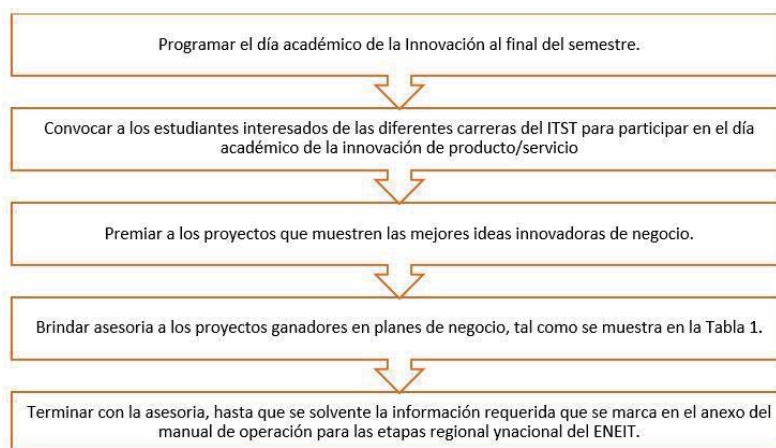 Programar el día académico de la Innovación al final del semestre.
Convocar a los estudiantes interesados de las diferentes carreras del ITST para participar en el día
académico de la innovación de producto/servicio
Premiar a los proyectos que muestren las mejores ideas innovadoras de negocio.
Brindar asesoria a los proyectos ganadores en planes de negocio, tal como se muestra en la Tabla 1.
Terminar con la asesoria, hasta que se solvente la información requerida que se marca en el anexo del
manual de operación para las etapas regional ynacional del ENEIT.